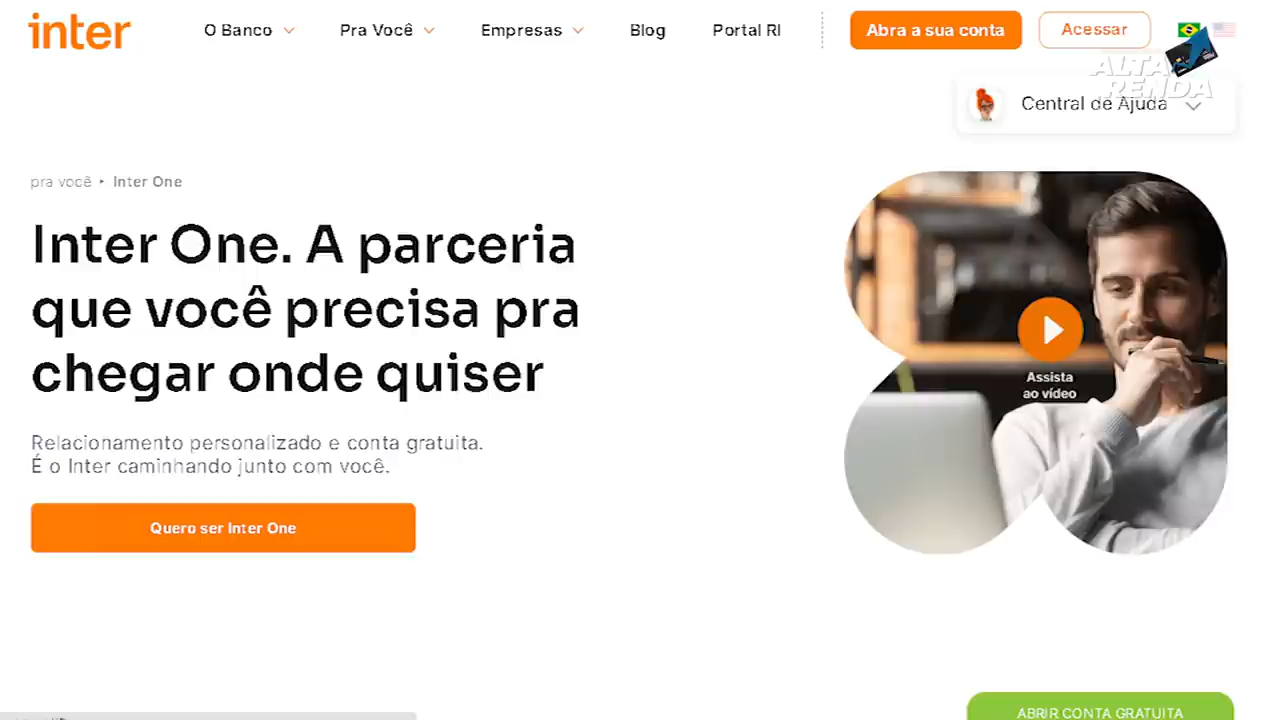 inter
O Banco
Pra Você
Empresas
Blog
Portal RI
Abra a sua conta
Acessar
ALTA
RENDA
Central de Ajuda
pra você ‣ Inter One
Inter One. A parceria
que você precisa pra
chegar onde quiser
Relacionamento personalizado e conta gratuita.
É o Inter caminhando junto com você.
Quero ser Inter One
Assista
ao vídeo
ABRIR CONTA GRATUITA